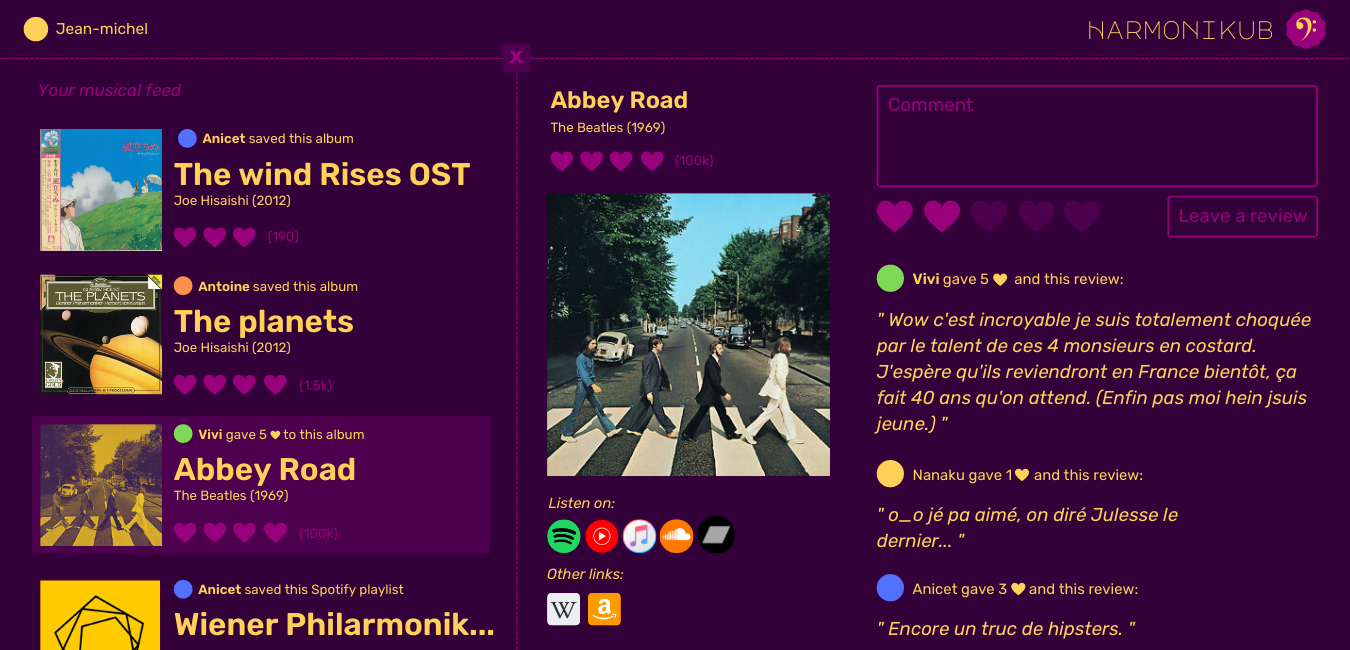 Jean-michel
HARMONIKUB
X
Your musical feed
Anicet saved this album
The wind Rises OST
Joe Hisaishi (2012)
(190)
THE PLANETS
Antoine saved this album
The planets
Joe Hisaishi (2012)
(1.5k)
Vivi gave 5 to this album
Abbey Road
The Beatles (1969)
(100k)
Anicet saved this Spotify playlist
Wiener Philarmonik...
Abbey Road
The Beatles (1969)
(100k)
Listen on:
Other links:
W
a
Comment
Leave a review
Vivi gave 5 and this review:
" Wow c'est incroyable je suis totalement choquée
par le talent de ces 4 monsieurs en costard.
J'espère qu'ils reviendront en France bientôt, ça
fait 40 ans qu'on attend. (Enfin pas moi hein jsuis
jeune.) "
Nanaku gave 1 and this review:
" o_o jé pa aimé, on diré Julesse le
dernier... "
Anicet gave 3 and this review:
" Encore un truc de hipsters. "